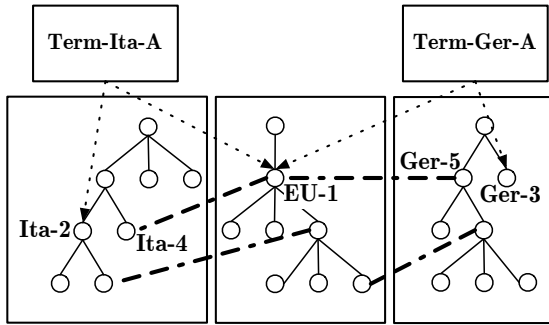 Term-Ita-A
Term-Ger-A
Ger-5
EU-1
Ger-3
Ita-2
Ita-4